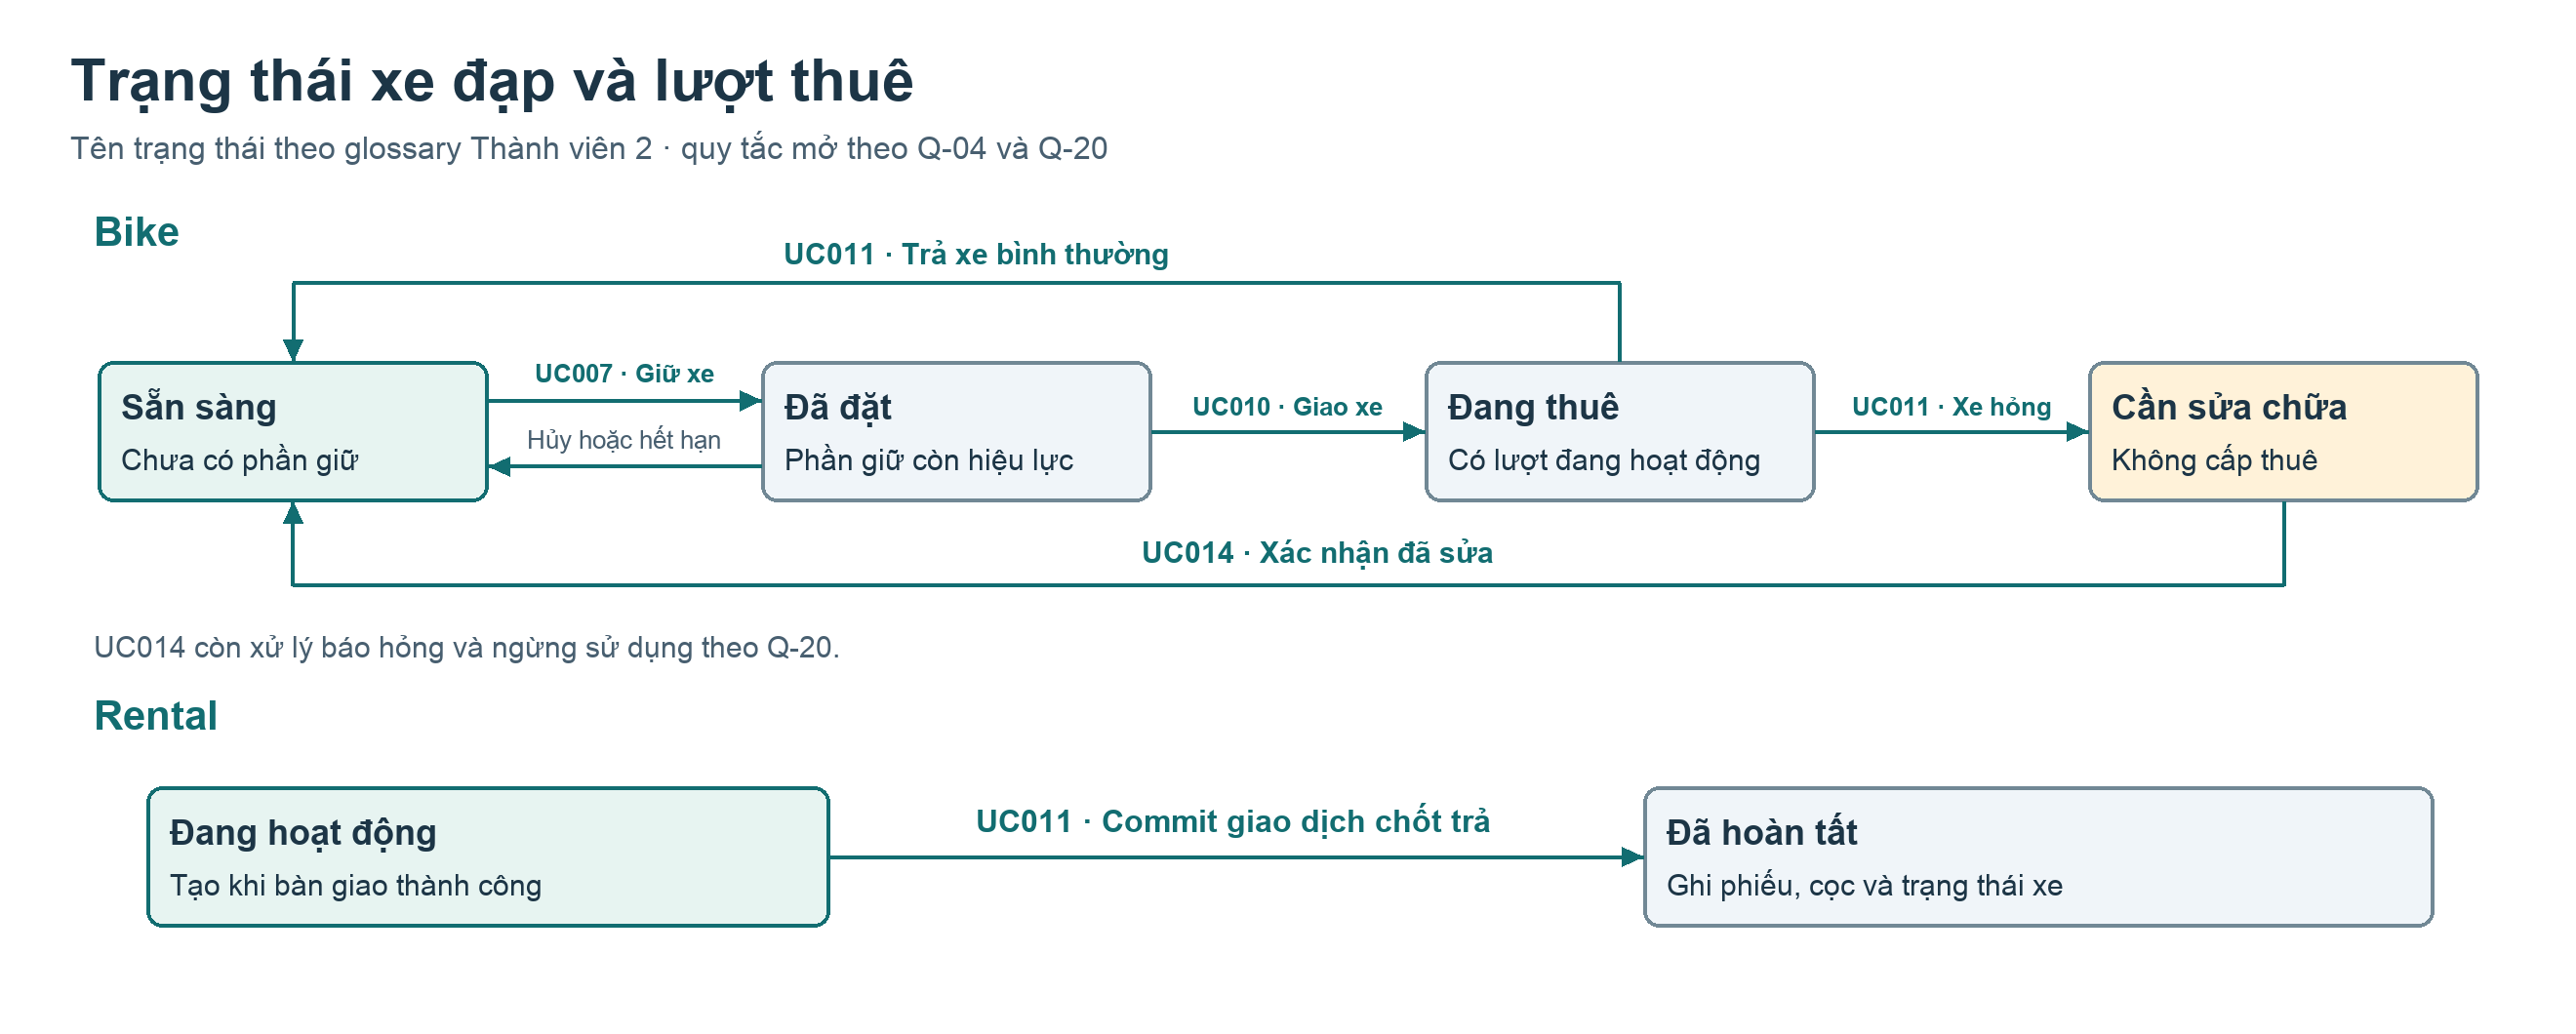 Trạng thái xe đạp và lượt thuê
Tên trạng thái theo glossary Thành viên 2 · quy tắc mở theo Q-04 và Q-20
Bike
UC011 · Trả xe bình thường
Sẵn sàng
Chưa có phần giữ
UC007 · Giữ xe
Hủy hoặc hết hạn
Đã đặt
Phần giữ còn hiệu lực
UC010 · Giao xe
Đang thuê
Có lượt đang hoạt động
UC011 · Xe hỏng
Cần sửa chữa
Không cấp thuê
UC014 · Xác nhận đã sửa
UC014 còn xử lý báo hỏng và ngừng sử dụng theo Q-20.
Rental
Đang hoạt động
Tạo khi bàn giao thành công
UC011 · Commit giao dịch chốt trả
Đã hoàn tất
Ghi phiếu, cọc và trạng thái xe